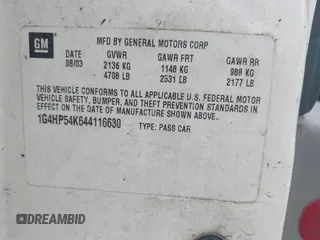 GM
MFD BY GENERAL MOTORS CORP
DATE GVWR GAWR FRT GAWR RR
08/03 2136 KG 1148 KG 988 KG
4708 LB 2531 LB 2177 LB
THIS VEHICLE CONFORMS TO ALL APPLICABLE U.S. FEDERAL MOTOR
VEHICLE SAFETY, BUMPER, AND THEFT PREVENTION STANDARDS IN
EFFECT ON THE DATE OF MANUFACTURE SHOWN ABOVE.
1G4HP54K644116630
TYPE: PASS CAR
DREAMBID